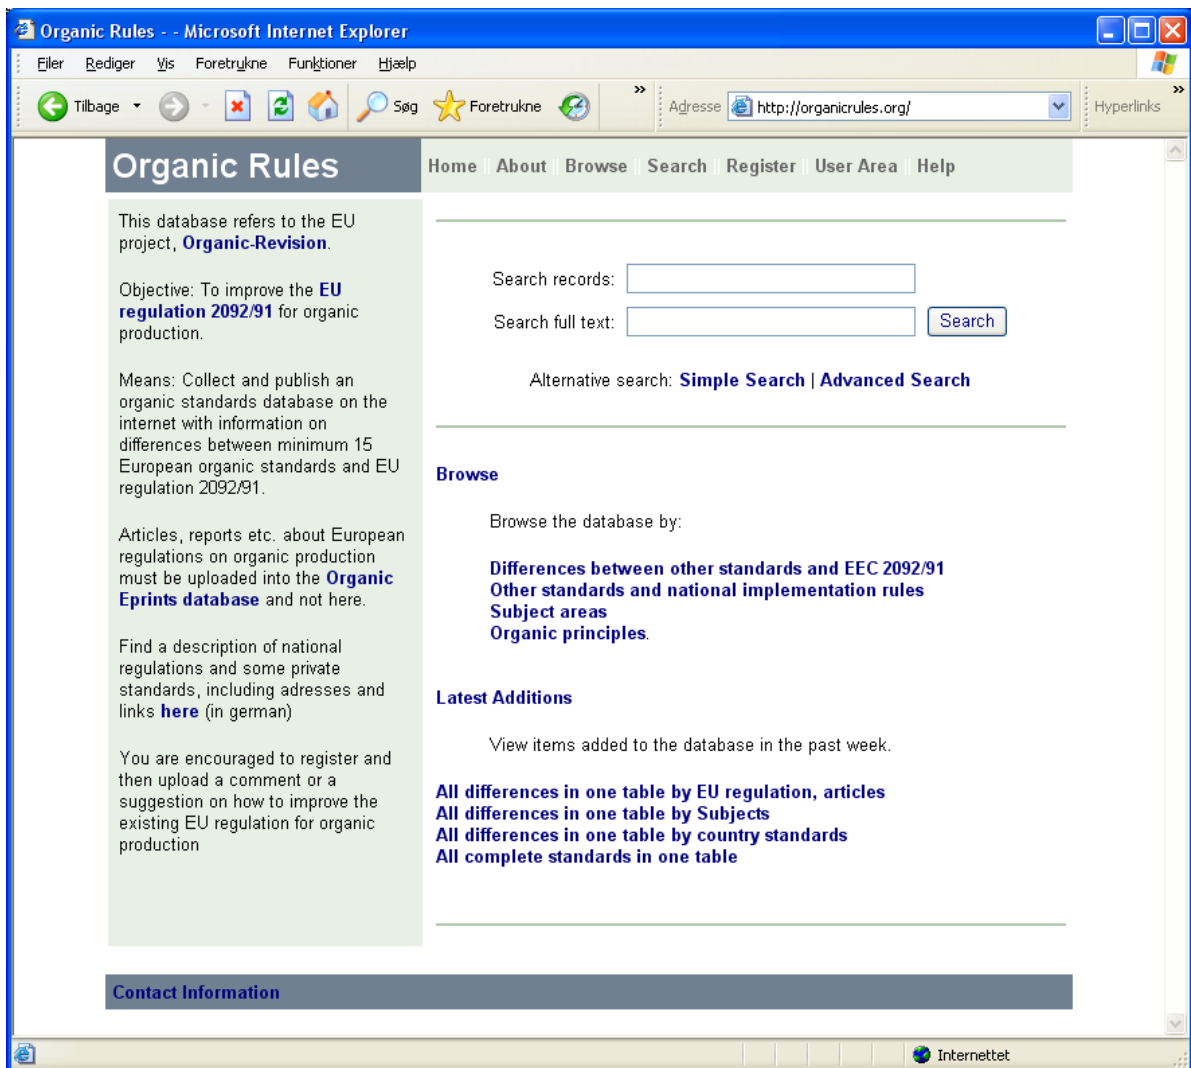 Organic Rules - - Microsoft Internet Explorer
Filer Rediger Vis Foretrukne Funktioner Hjælp
Tilbage Søg Foretrukne » Adresse http://organicrules.org/ Hyperlinks »
Organic Rules
Home || About || Browse || Search || Register || User Area || Help
This database refers to the EU
project, Organic-Revision.
Objective: To improve the EU
regulation 2092/91 for organic
production.
Means: Collect and publish an
organic standards database on the
internet with information on
differences between minimum 15
European organic standards and EU
regulation 2092/91.
Articles, reports etc. about European
regulations on organic production
must be uploaded into the Organic
Eprints database and not here.
Find a description of national
regulations and some private
standards, including adresses and
links here (in german)
You are encouraged to register and
then upload a comment or a
suggestion on how to improve the
existing EU regulation for organic
production
Search records:
Search full text: Search
Alternative search: Simple Search | Advanced Search
Browse
Browse the database by:
Differences between other standards and EEC 2092/91
Other standards and national implementation rules
Subject areas
Organic principles.
Latest Additions
View items added to the database in the past week.
All differences in one table by EU regulation, articles
All differences in one table by Subjects
All differences in one table by country standards
All complete standards in one table
Contact Information
Internettet